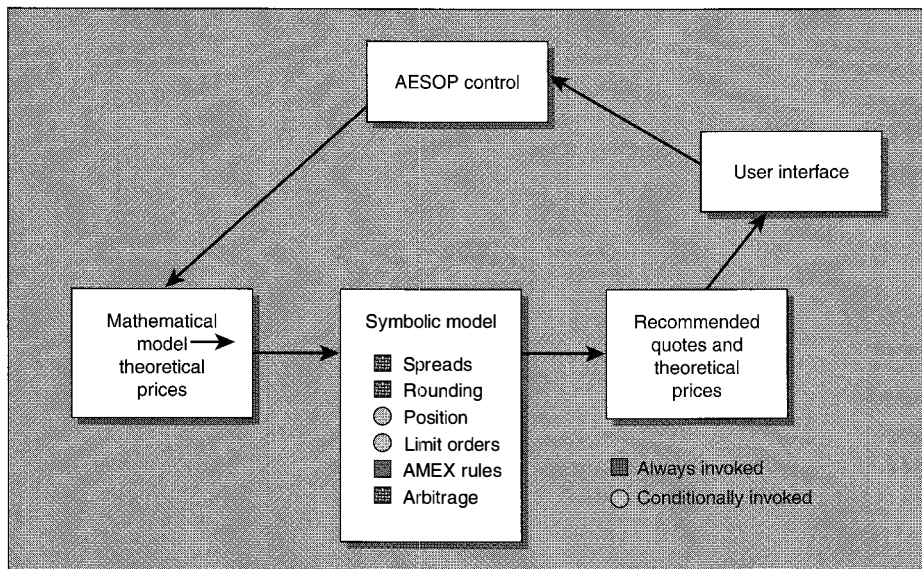 AESOP control
User interface
Mathematical
model
theoretical
prices
Symbolic model
Spreads
Rounding
Position
Limit orders
AMEX rules
Arbitrage
Recommended
quotes and
theoretical
prices
Always invoked
Conditionally invoked